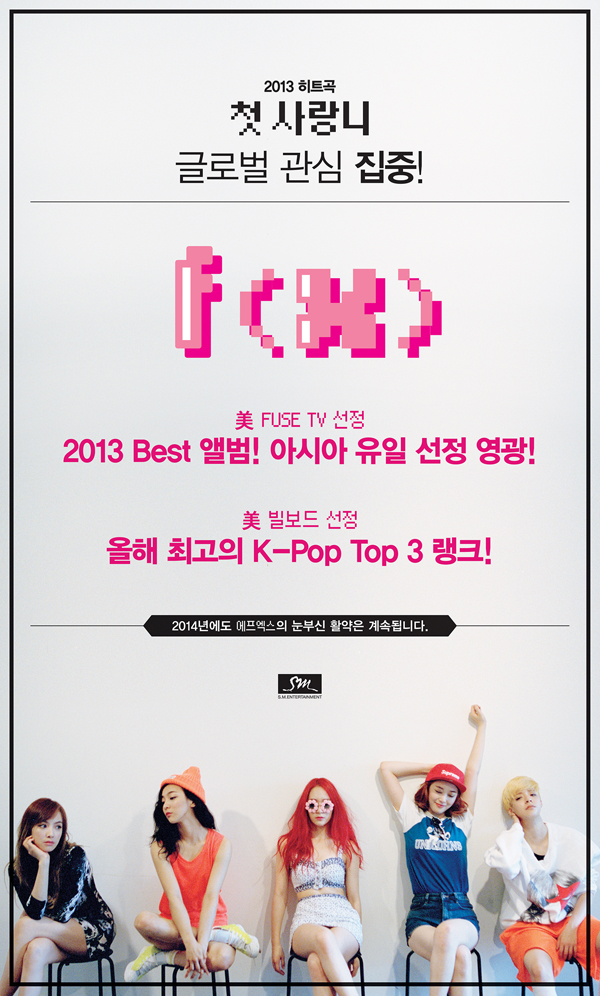 2013 히트곡
첫 사랑니
글로벌 관심 집중!
f(x)
美 FUSE TV 선정
2013 Best 앨범! 아시아 유일 선정 영광!
美 빌보드 선정
올해 최고의 K-Pop Top 3 랭크!
2014년에도 에프엑스의 눈부신 활약은 계속됩니다.
SM
S.M.ENTERTAINMENT
Supreme
UNICORNS